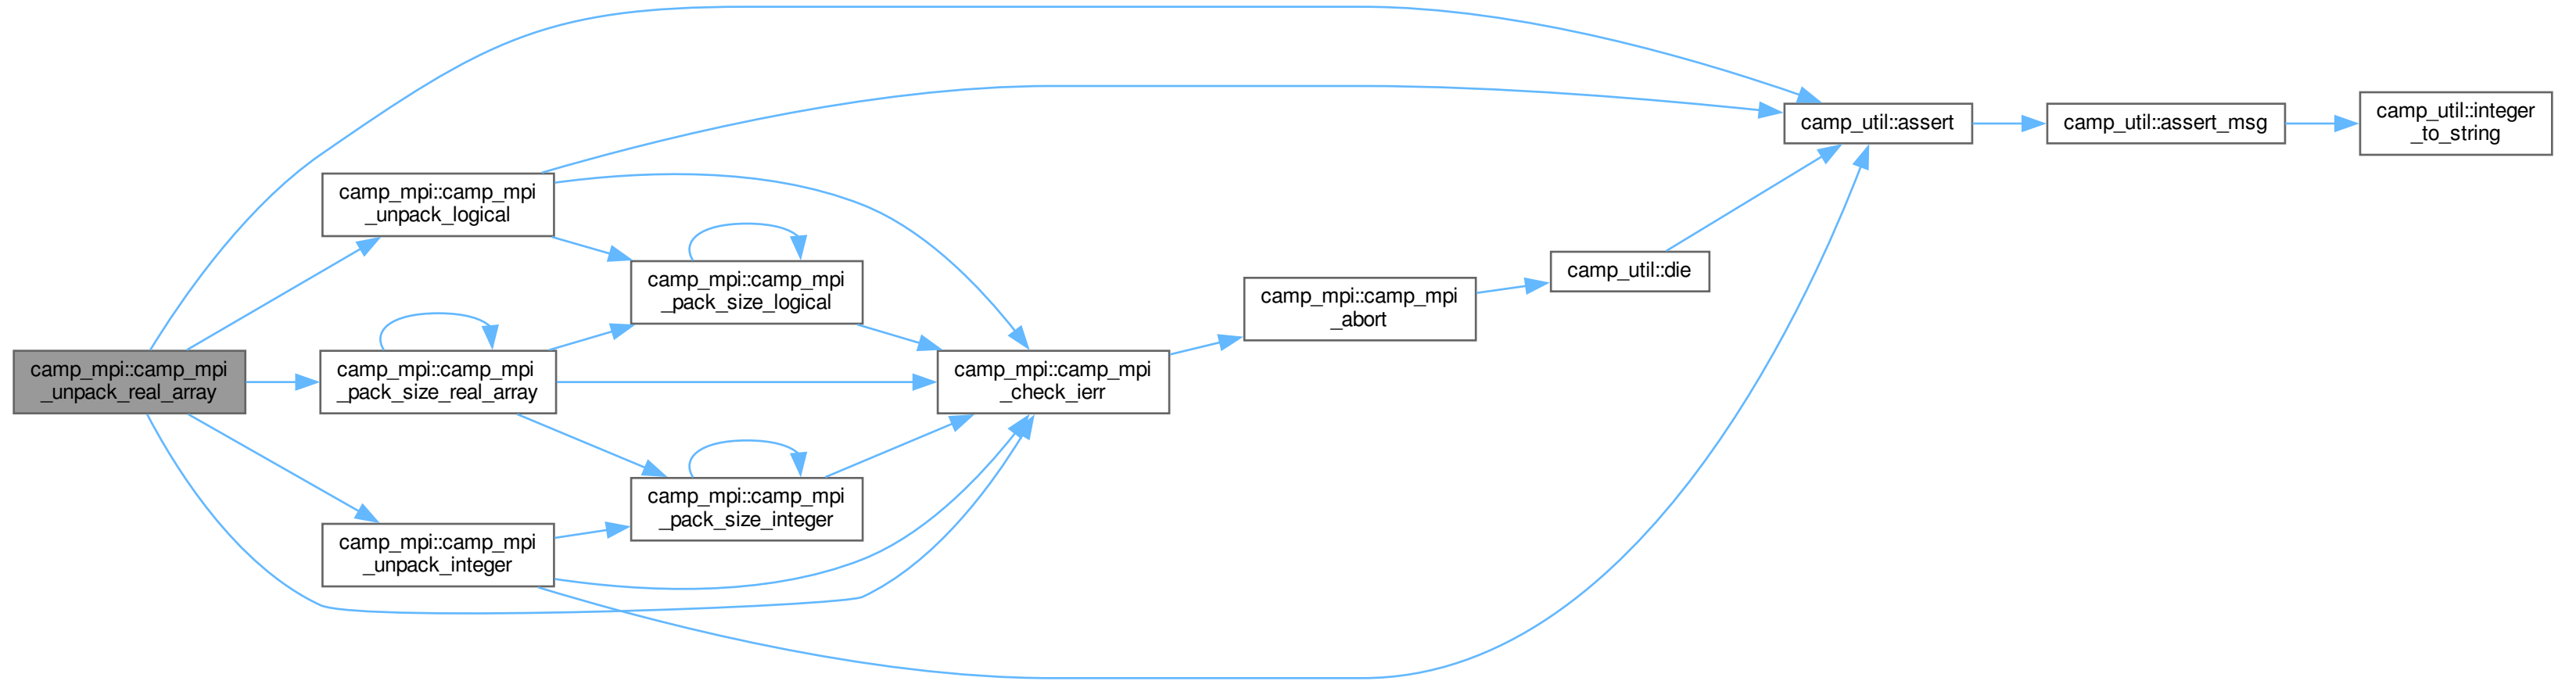 camp_mpi::camp_mpi
_unpack_real_array
camp_mpi::camp_mpi
_unpack_logical
camp_mpi::camp_mpi
_pack_size_real_array
camp_mpi::camp_mpi
_unpack_integer
camp_mpi::camp_mpi
_pack_size_logical
camp_mpi::camp_mpi
_pack_size_integer
camp_mpi::camp_mpi
_check_ierr
camp_mpi::camp_mpi
_abort
camp_util::die
camp_util::assert
camp_util::assert_msg
camp_util::integer
_to_string